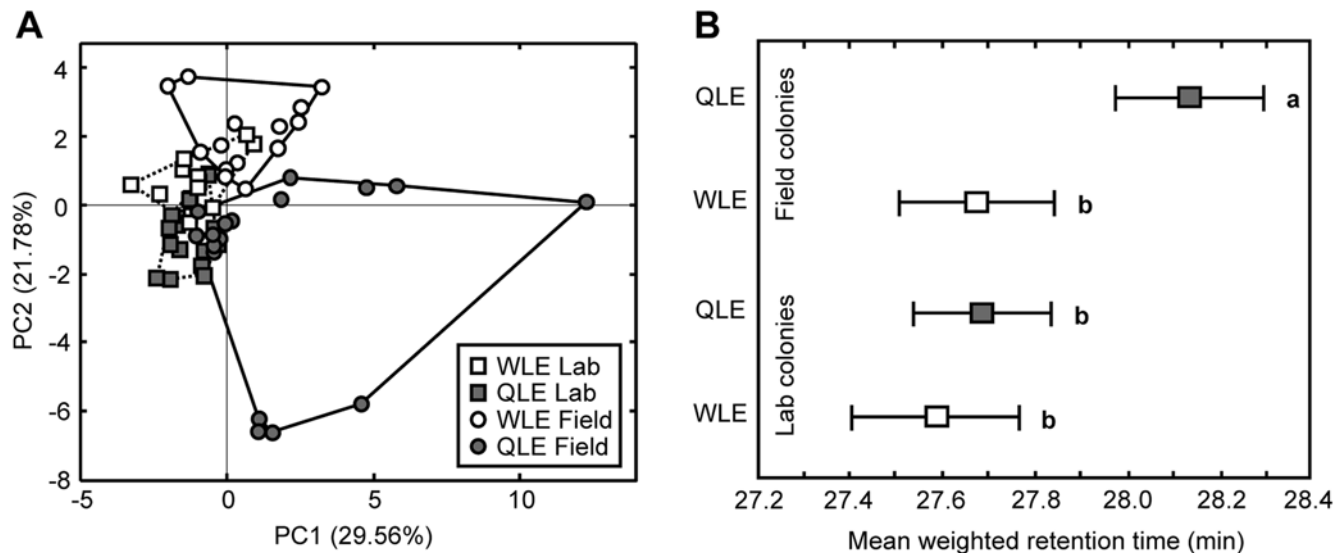 A
4
2
0
-2
-4
-6
-8
PC2 (21.78%)
-5
0
5
10
PC1 (29.56%)
WLE Lab
QLE Lab
WLE Field
QLE Field
B
QLE
WLE
QLE
WLE
Field colonies
Lab colonies
a
b
b
b
27.2
27.4
27.6
27.8
28.0
28.2
28.4
Mean weighted retention time (min)